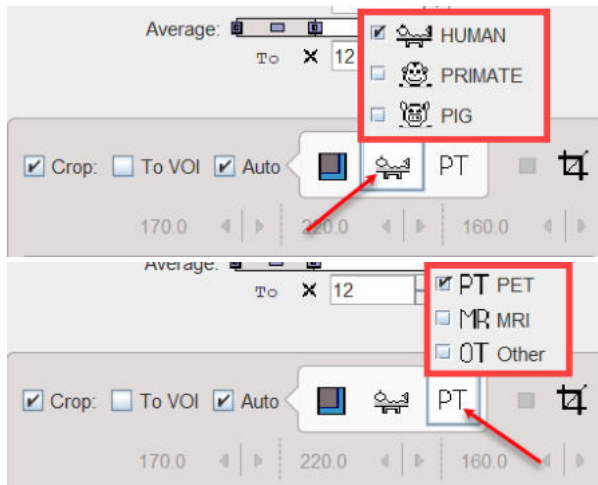 Average:
HUMAN
To 12
PRIMATE
PIG
Crop: To VOI Auto PT
170.0 220.0 160.0
Average:
PT PET
To 12
MR MRI
OT Other
Crop: To VOI Auto PT
170.0 220.0 160.0